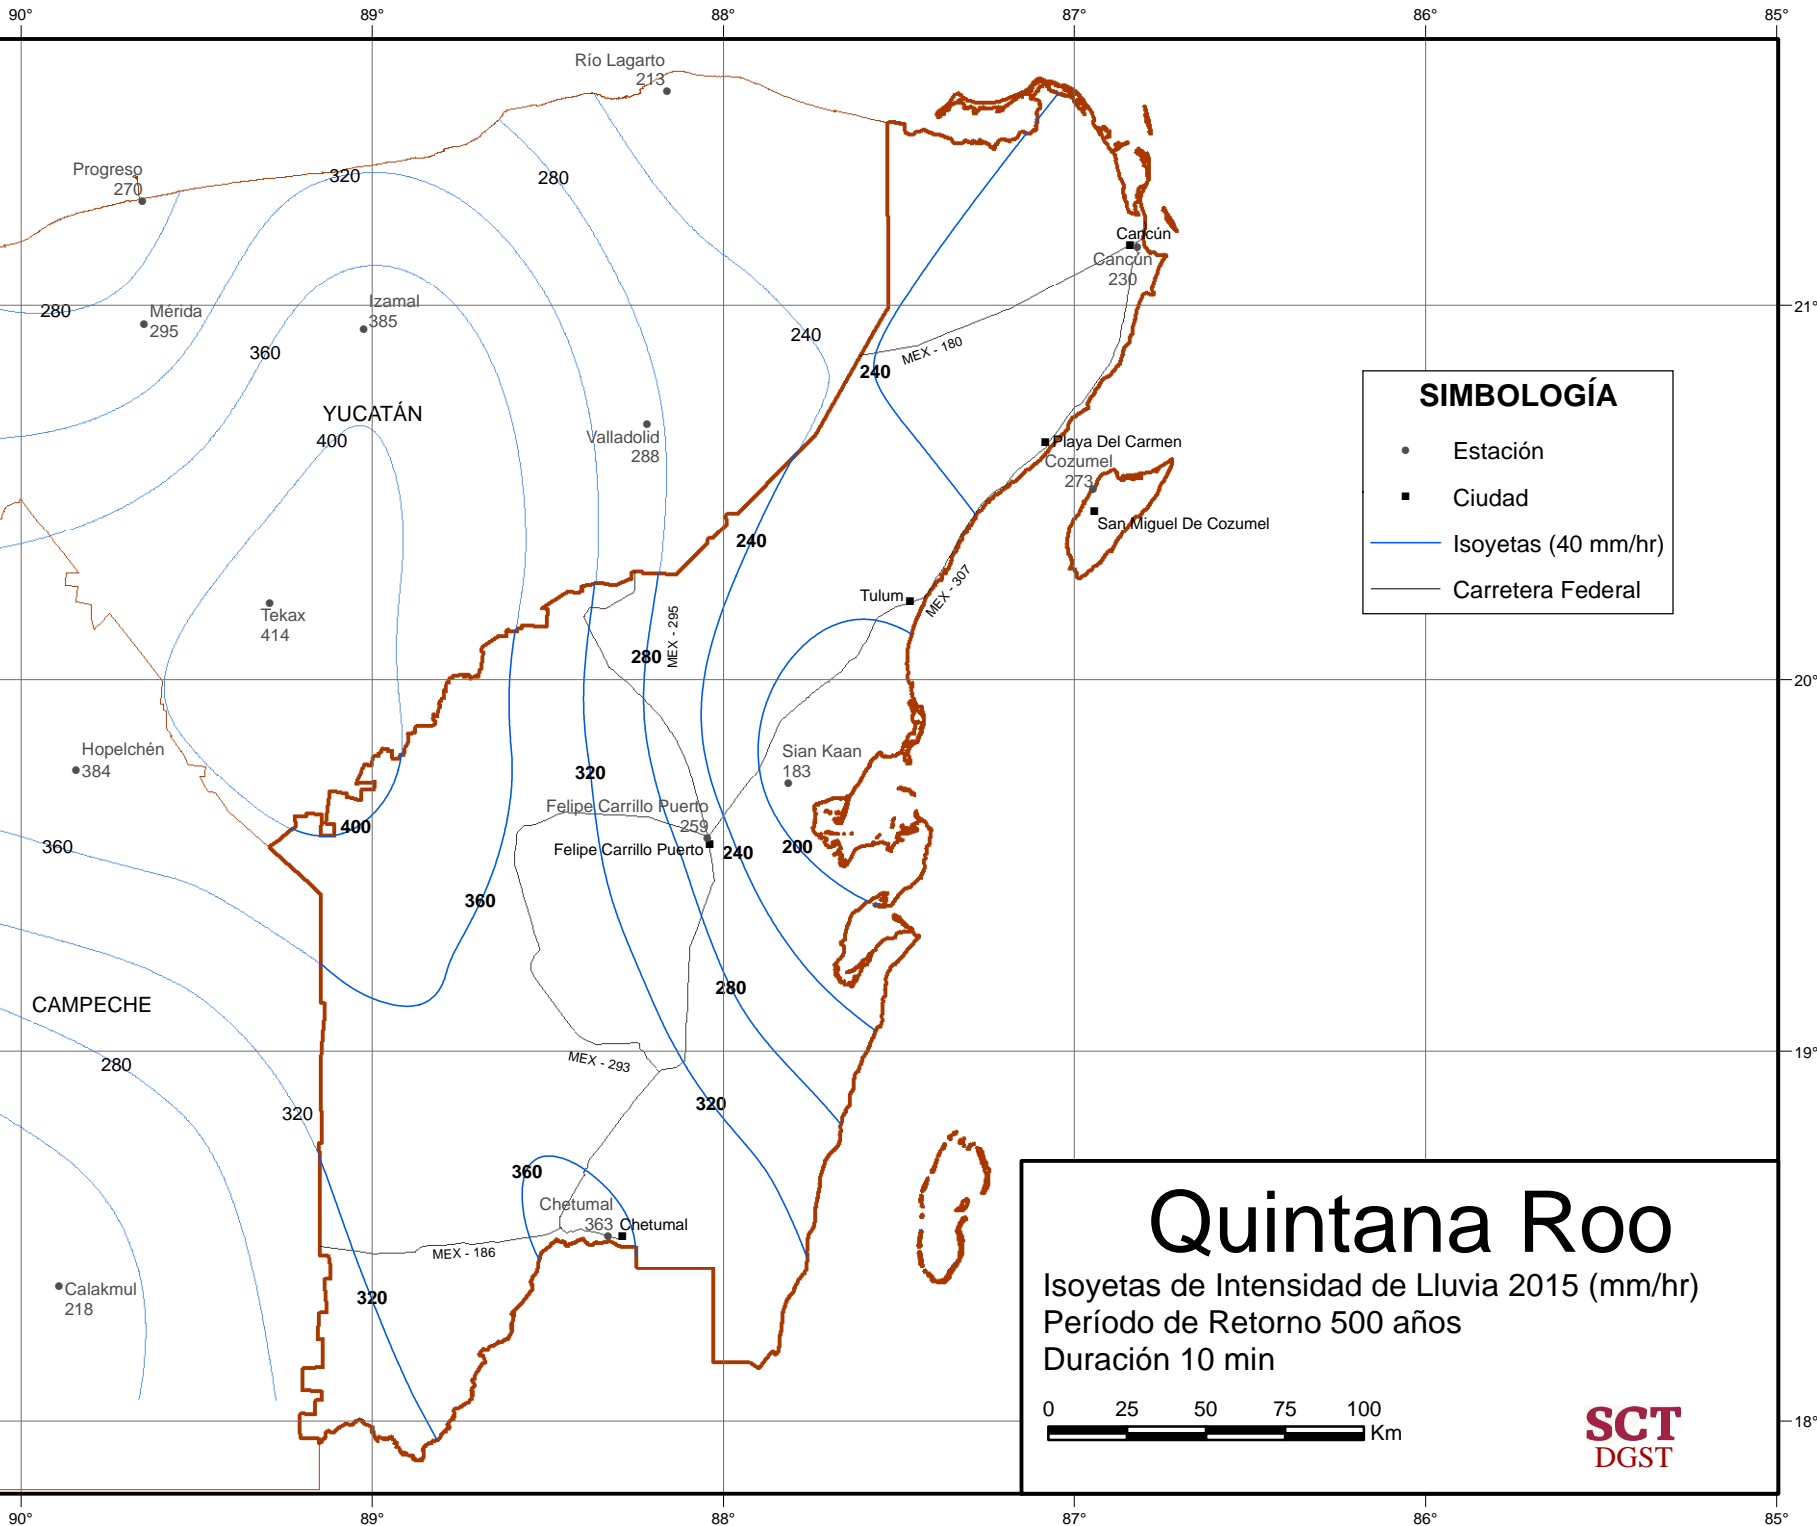 90°
89°
88°
87°
86°
85°
Río Lagarto
213
Progreso
270
320
280
Cancún
Cancún
230
280
Mérida
295
Izamal
385
21°
360
240
MEX - 180
240
YUCATÁN
400
Valladolid
288
Playa Del Carmen
Cozumel
273
San Miguel De Cozumel
SIMBOLOGÍA
Estación
Ciudad
Isoyetas (40 mm/hr)
Carretera Federal
240
Tulum
MEX - 307
Tekax
414
MEX - 295
280
20°
Hopelchén
384
Sian Kaan
183
320
Felipe Carrillo Puerto
259
400
Felipe Carrillo Puerto
240
200
360
360
280
CAMPECHE
19°
280
MEX - 293
320
320
360
Chetumal
363
Chetumal
MEX - 186
Calakmul
218
320
Quintana Roo
Isoyetas de Intensidad de Lluvia 2015 (mm/hr)
Período de Retorno 500 años
Duración 10 min
0 25 50 75 100
Km
SCT
DGST
18°
90°
89°
88°
87°
86°
85°